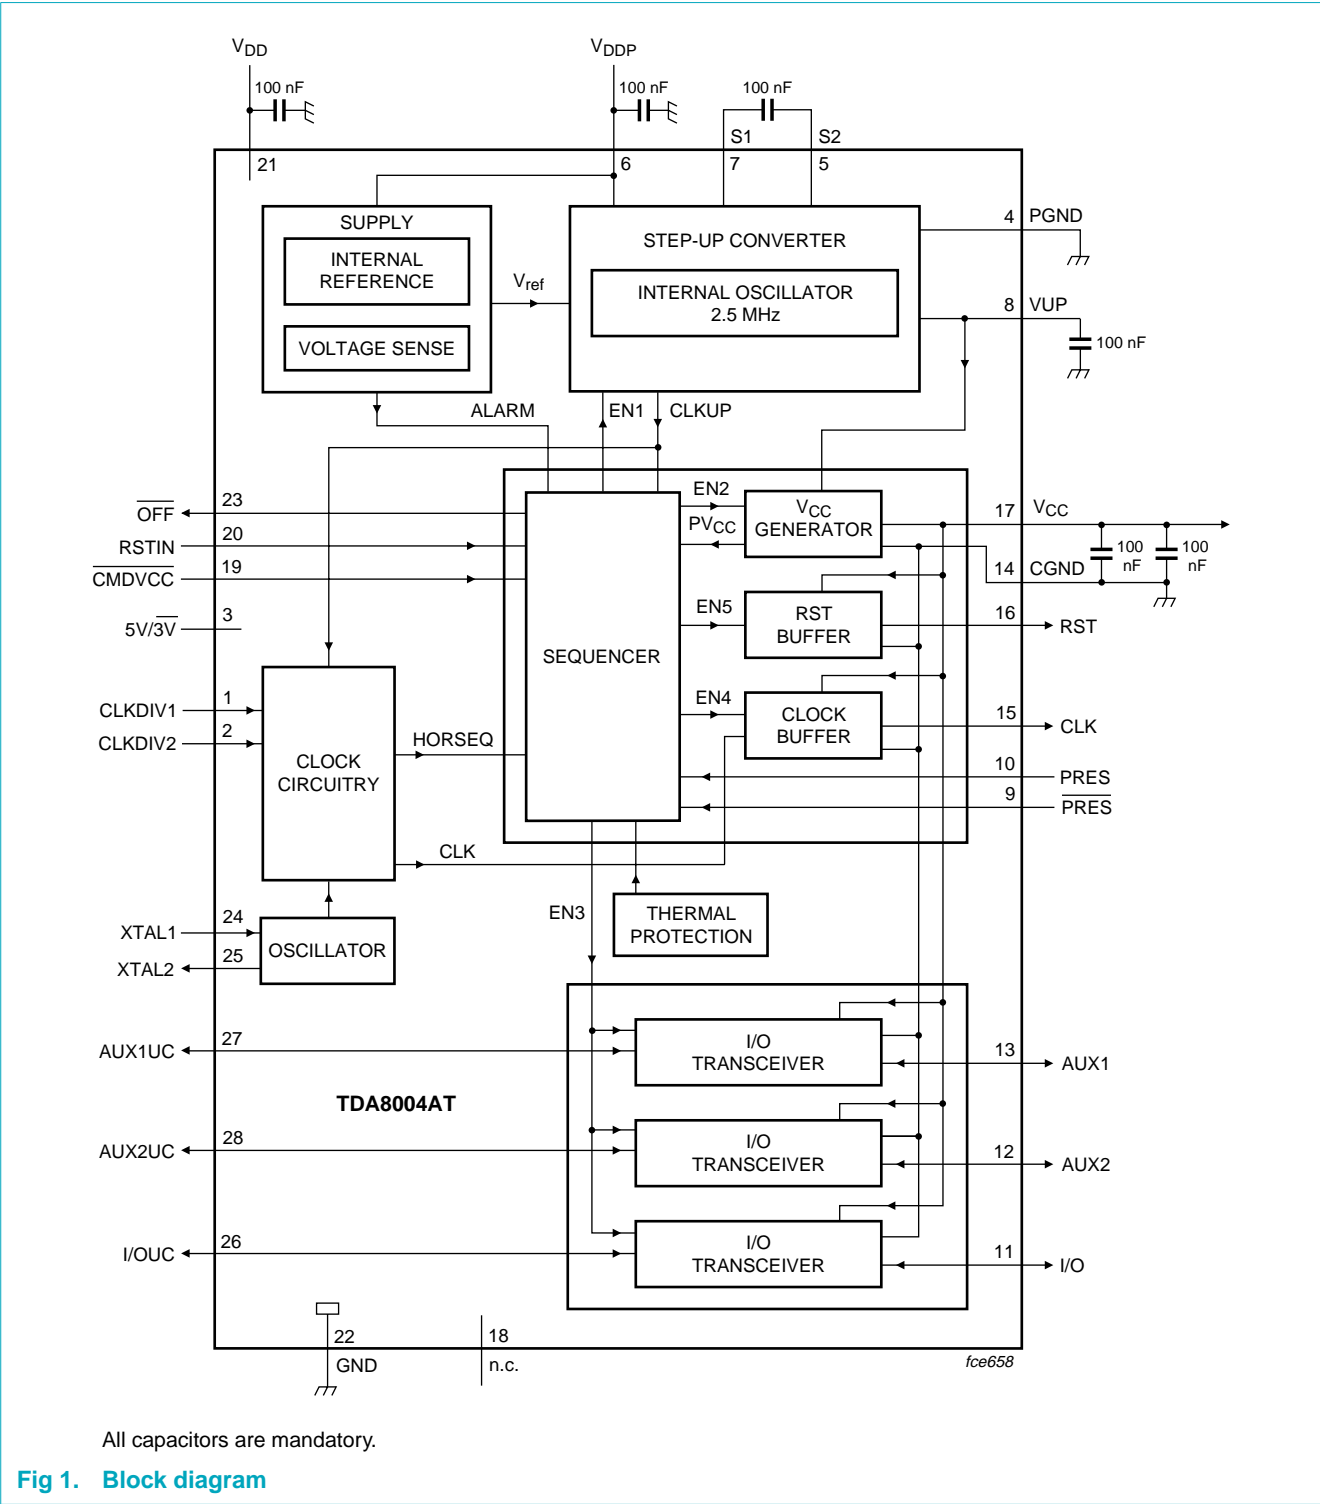 VDD
VDDP
100 nF
100 nF
100 nF
S1
S2
21
6
7
5
SUPPLY
INTERNAL
REFERENCE
VOLTAGE SENSE
Vref
STEP-UP CONVERTER
INTERNAL OSCILLATOR
2.5 MHz
4
PGND
8
VUP
100 nF
ALARM
EN1
CLKUP
OFF
23
RSTIN
20
CMDVCC
19
5V/3V
3
SEQUENCER
EN2
PVCC
VCC
GENERATOR
17
VCC
100
nF
100
nF
14
CGND
EN5
RST
BUFFER
16
RST
EN4
CLOCK
BUFFER
15
CLK
CLKDIV1
1
CLKDIV2
2
CLOCK
CIRCUITRY
HORSEQ
10
PRES
9
PRES
CLK
EN3
THERMAL
PROTECTION
XTAL1
24
XTAL2
25
OSCILLATOR
AUX1UC
27
I/O
TRANSCEIVER
13
AUX1
TDA8004AT
AUX2UC
28
I/O
TRANSCEIVER
12
AUX2
I/OUC
26
I/O
TRANSCEIVER
11
I/O
22
GND
18
n.c.
fce658
All capacitors are mandatory.
Fig 1. Block diagram